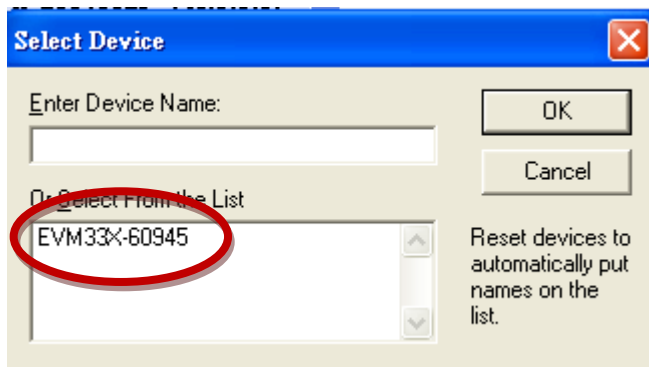 Select Device
Enter Device Name:
OK
Cancel
Or Select From the List
EVM33X-60945
Reset devices to
automatically put
names on the
list.